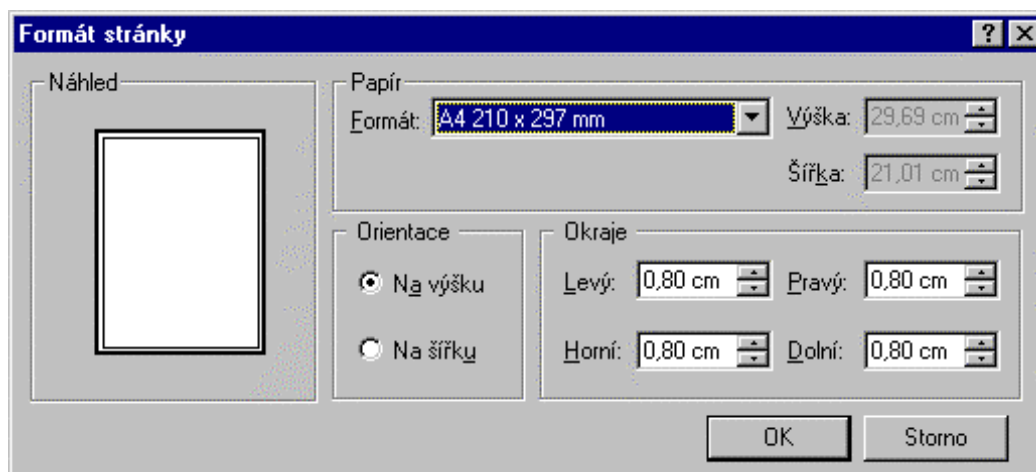 Formát stránky
Náhled
Papír
Formát: A4 210 x 297 mm
Výška: 29,69 cm
Šířka: 21,01 cm
Orientace
Na výšku
Na šířku
Okraje
Levý: 0,80 cm Pravý: 0,80 cm
Horní: 0,80 cm Dolní: 0,80 cm
OK Storno